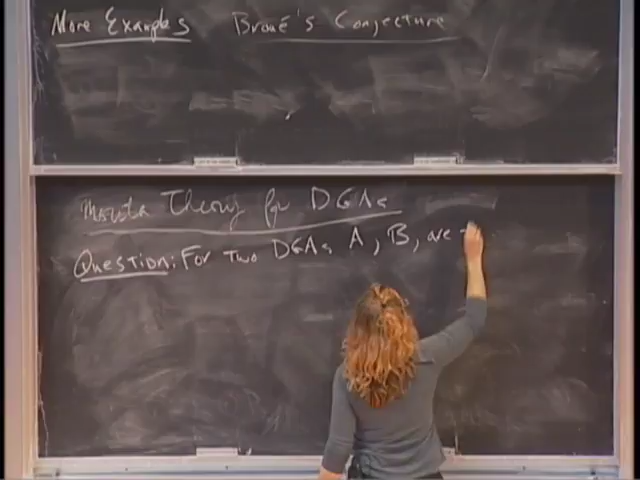 More Examples Broué's Conjecture
Morita Theory for DGAs
Question: For two DGAs A, B, are